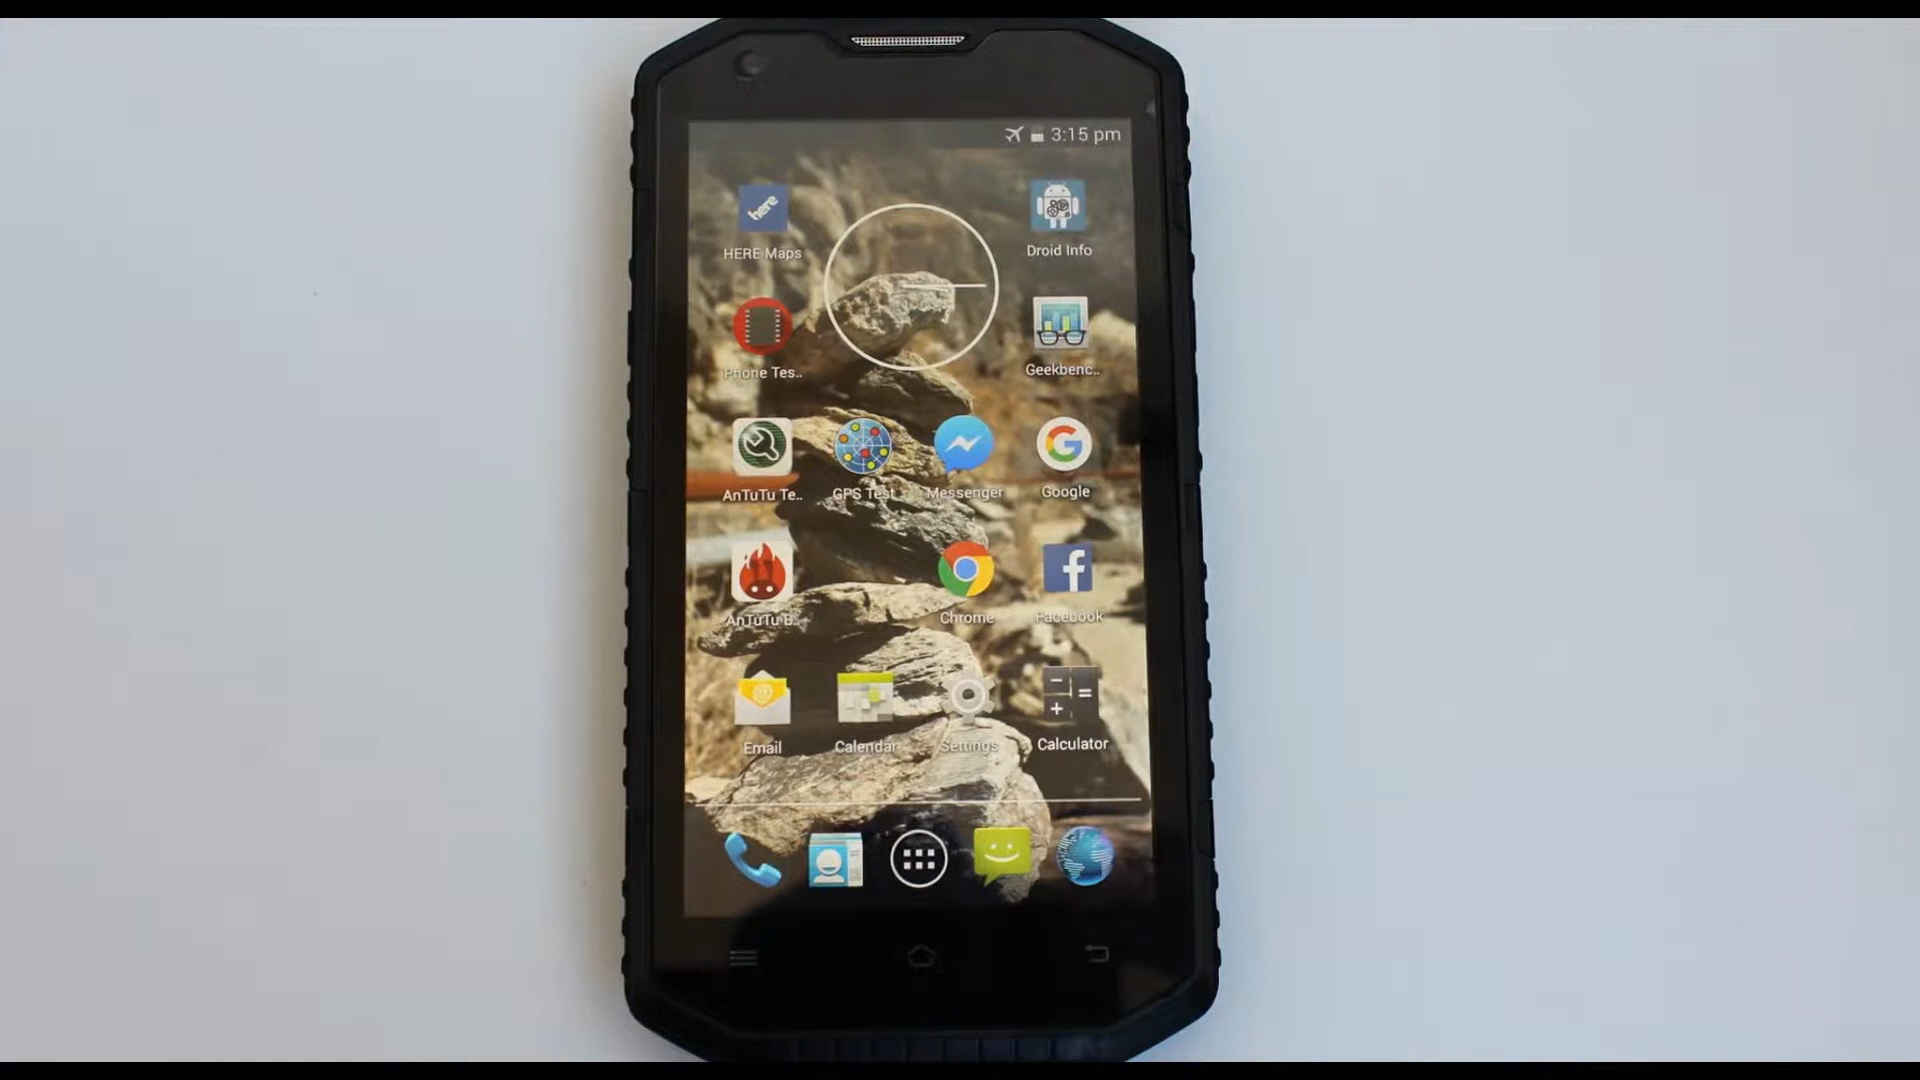 3:15 pm
here
HERE Maps
Droid Info
Phone Tes..
Geekbenc..
AnTuTu Te..
GPS Test
Messenger
Google
AnTuTu B..
Chrome
Facebook
Email
Calendar
Settings
Calculator